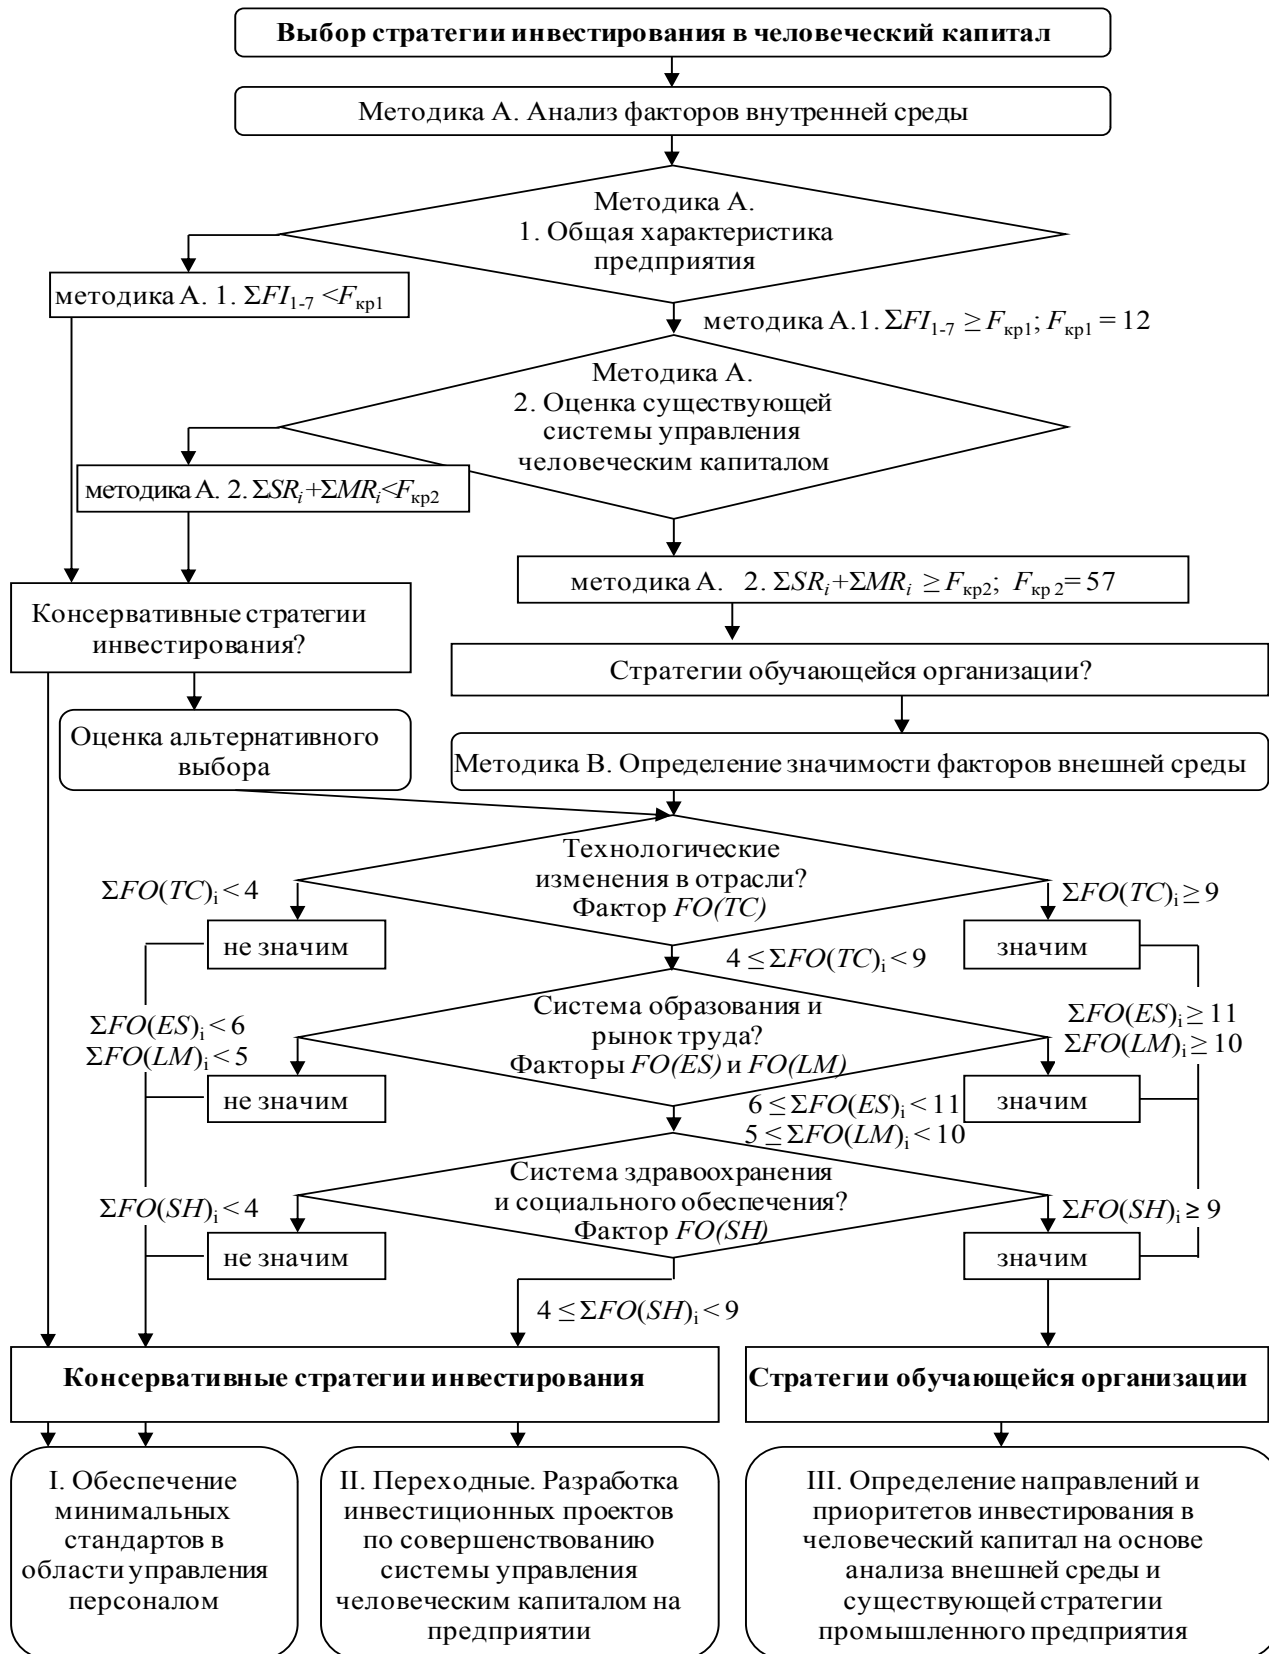 Выбор стратегии инвестирования в человеческий капитал
Методика А. Анализ факторов внутренней среды
Методика А.
1. Общая характеристика
предприятия
методика А. 1. ΣFI₁₋₇ <Fкр1
методика А.1. ΣFI₁₋₇ ≥ Fкр1; Fкр1 = 12
Методика А.
2. Оценка существующей
системы управления
человеческим капиталом
методика А. 2. ΣSRᵢ+ΣMRᵢ<Fкр2
методика А. 2. ΣSRᵢ+ΣMRᵢ ≥ Fкр2; Fкр 2= 57
Консервативные стратегии
инвестирования?
Стратегии обучающейся организации?
Оценка альтернативного
выбора
Методика В. Определение значимости факторов внешней среды
Технологические
изменения в отрасли?
Фактор FO(TC)
ΣFO(TC)ᵢ < 4
ΣFO(TC)ᵢ ≥ 9
не значим
значим
4 ≤ ΣFO(TC)ᵢ < 9
Система образования и
рынок труда?
Факторы FO(ES) и FO(LM)
ΣFO(ES)ᵢ < 6
ΣFO(LM)ᵢ < 5
ΣFO(ES)ᵢ ≥ 11
ΣFO(LM)ᵢ ≥ 10
не значим
значим
6 ≤ ΣFO(ES)ᵢ < 11
5 ≤ ΣFO(LM)ᵢ < 10
Система здравоохранения
и социального обеспечения?
Фактор FO(SH)
ΣFO(SH)ᵢ < 4
ΣFO(SH)ᵢ ≥ 9
не значим
значим
4 ≤ ΣFO(SH)ᵢ < 9
Консервативные стратегии инвестирования
Стратегии обучающейся организации
I. Обеспечение
минимальных
стандартов в
области управления
персоналом
II. Переходные. Разработка
инвестиционных проектов
по совершенствованию
системы управления
человеческим капиталом на
предприятии
III. Определение направлений и
приоритетов инвестирования в
человеческий капитал на основе
анализа внешней среды и
существующей стратегии
промышленного предприятия